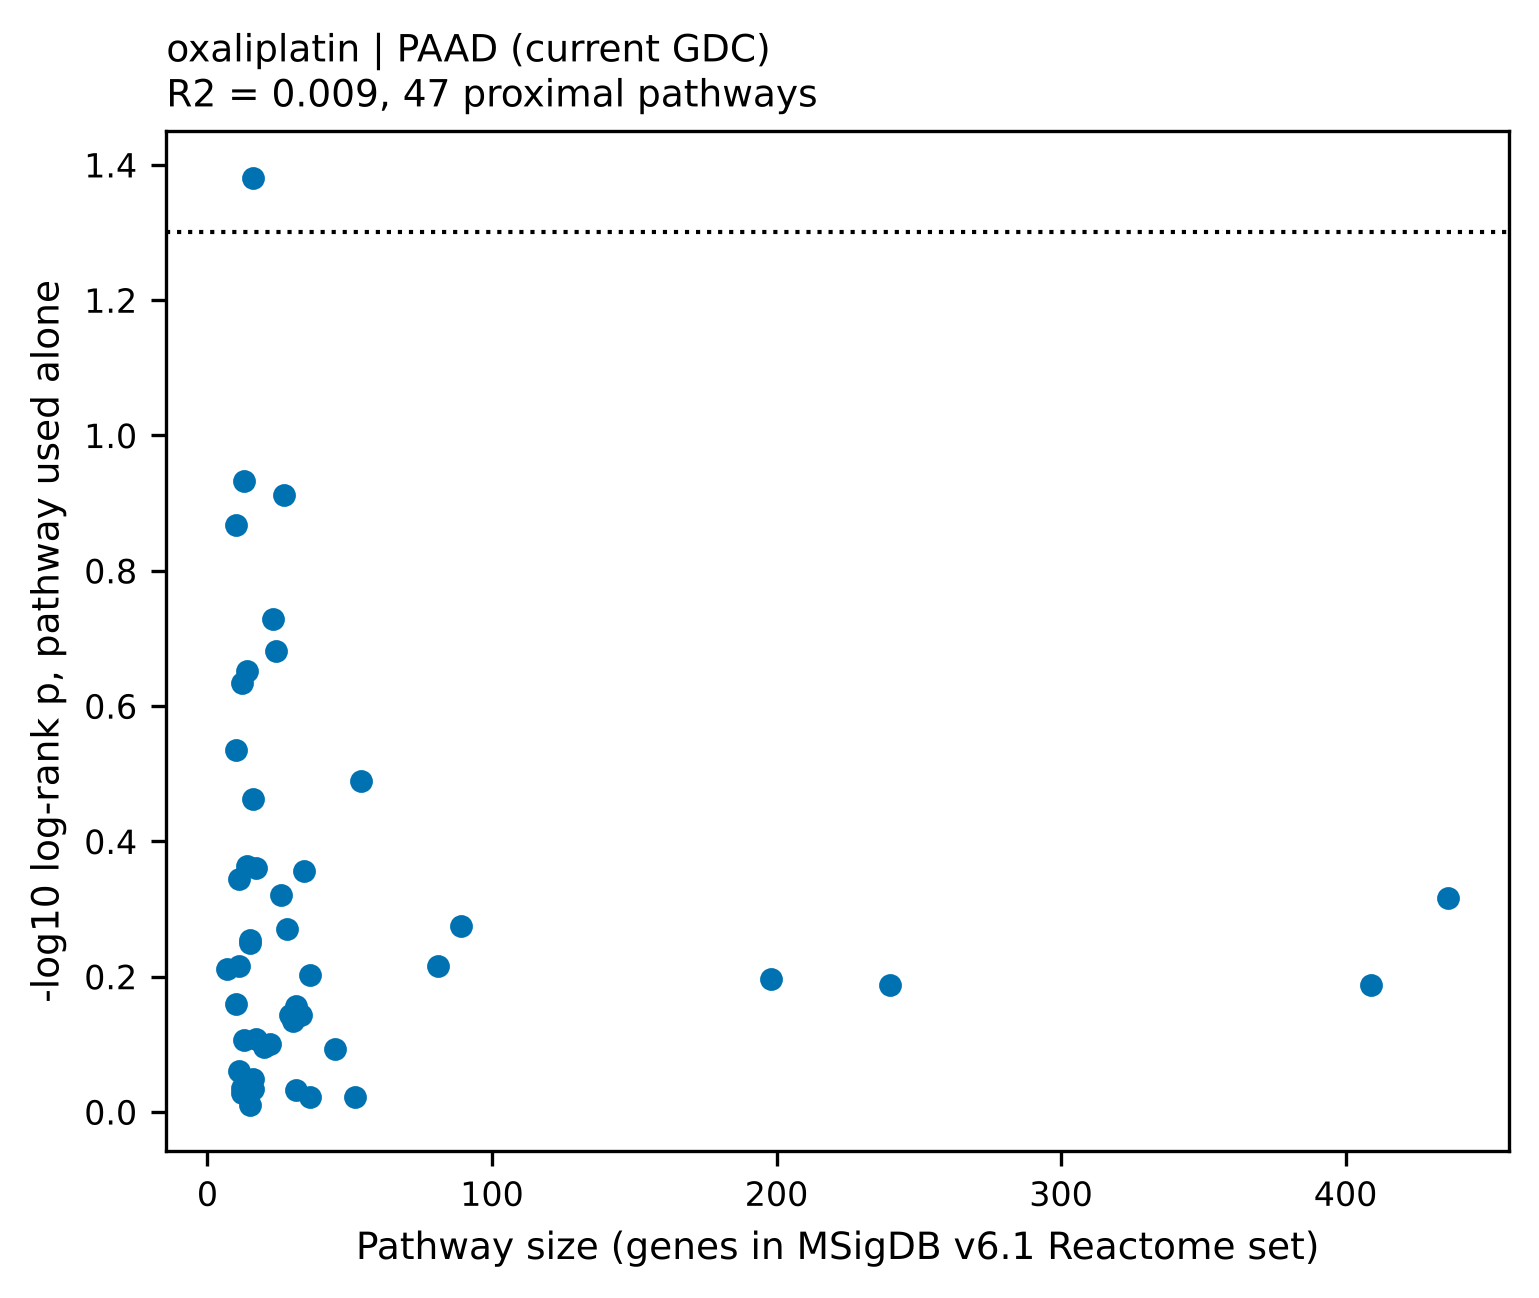 oxaliplatin | PAAD (current GDC)
R2 = 0.009, 47 proximal pathways
-log10 log-rank p, pathway used alone
1.4
1.2
1.0
0.8
0.6
0.4
0.2
0.0
0 100 200 300 400
Pathway size (genes in MSigDB v6.1 Reactome set)